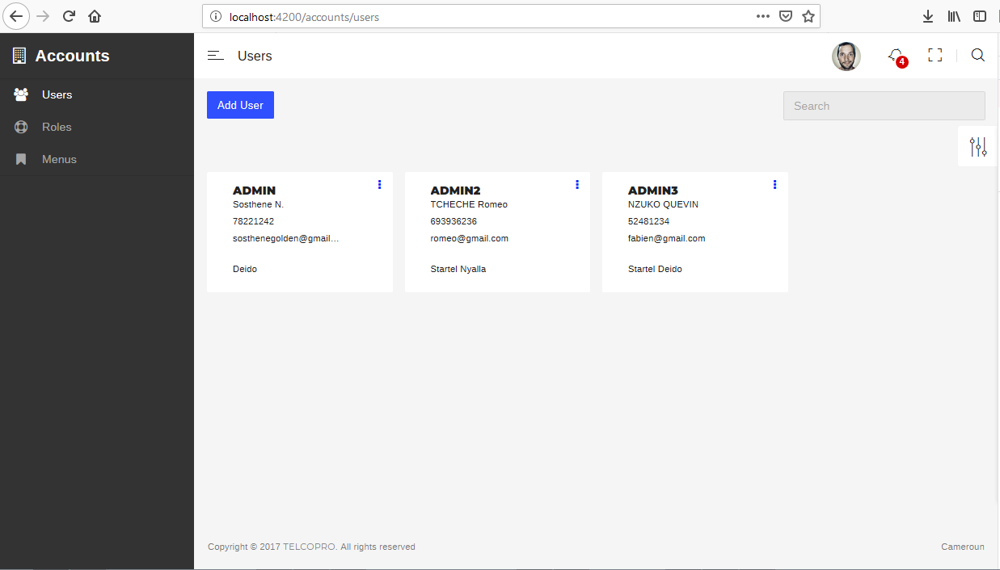 localhost:4200/accounts/users
Accounts
Users
4
Users
Roles
Menus
Add User
Search
ADMIN
Sosthene N.
78221242
sosthenegolden@gmail...
Deido
ADMIN2
TCHECHE Romeo
693936236
romeo@gmail.com
Startel Nyalla
ADMIN3
NZUKO QUEVIN
52481234
fabien@gmail.com
Startel Deido
Copyright © 2017 TELCOPRO. All rights reserved
Cameroun